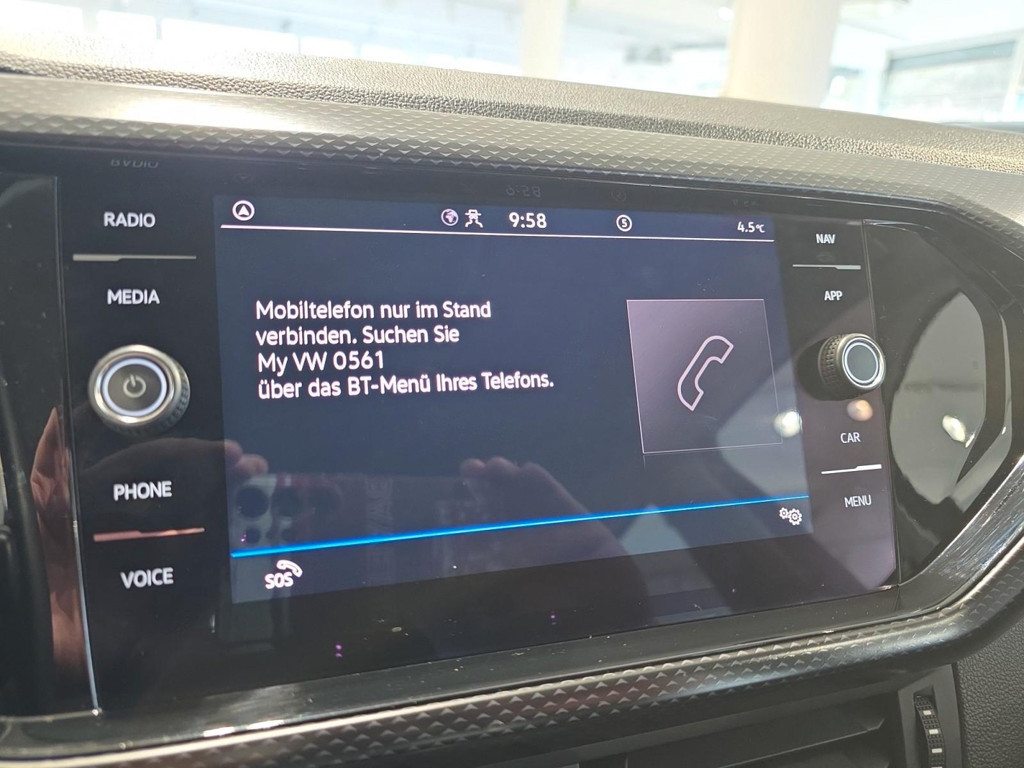 RADIO
9:58
S
4.5°C
NAV
MEDIA
APP
Mobiltelefon nur im Stand
verbinden. Suchen Sie
My VW 0561
über das BT-Menü Ihres Telefons.
CAR
PHONE
MENU
VOICE
SOS